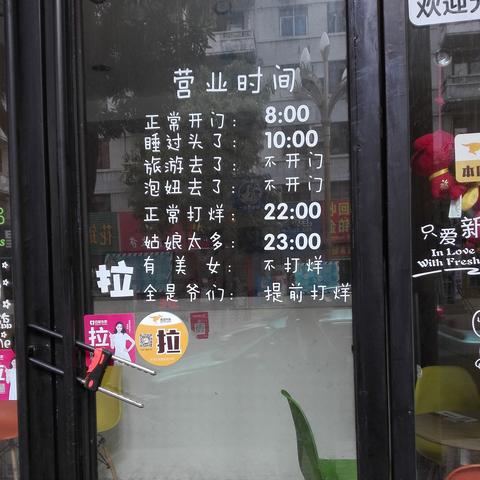 欢迎
营业时间
正常开门: 8:00
睡过头了: 10:00
旅游去了: 不开门
泡妞去了: 不开门
正常打烊: 22:00
姑娘太多: 23:00
有美女: 不打烊
全是爷们: 提前打烊
拉
拉
拉
只爱新
In Love
With Fresh